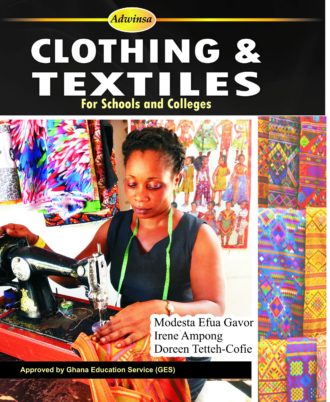 Adwinsa
CLOTHING &
TEXTILES
For Schools and Colleges
Modesta Efua Gavor
Irene Ampong
Doreen Tetteh-Cofie
Approved by Ghana Education Service (GES)